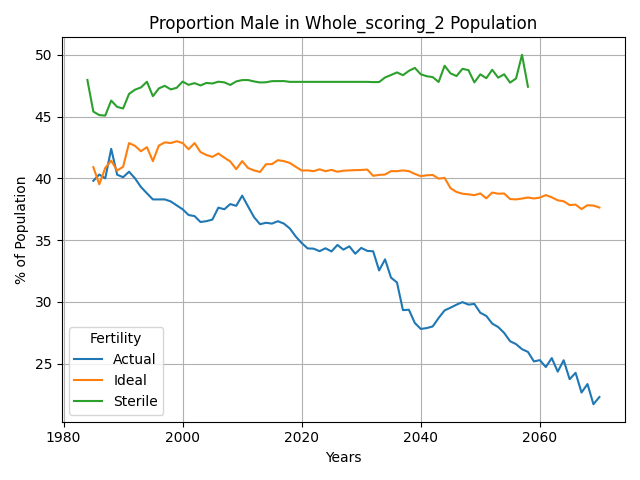 Proportion Male in Whole_scoring_2 Population
% of Population
50
45
40
35
30
25
Fertility
Actual
Ideal
Sterile
1980
2000
2020
2040
2060
Years